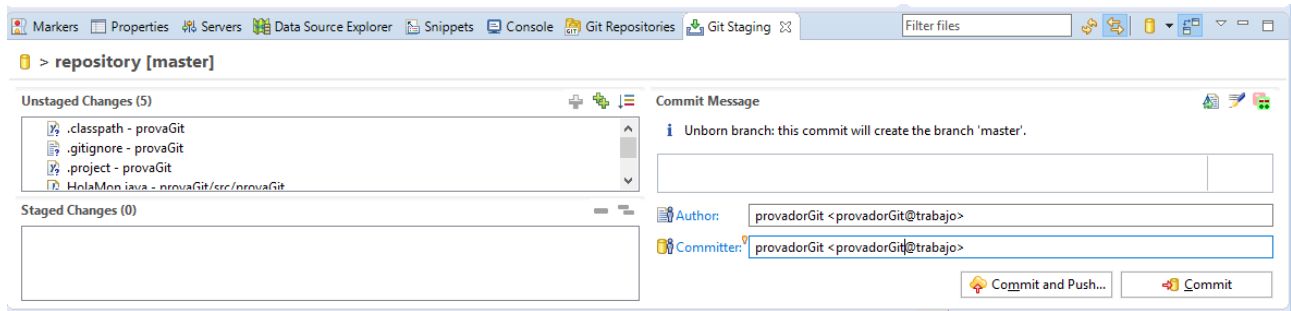 Markers Properties Servers Data Source Explorer Snippets Console Git Repositories Git Staging Filter files
> repository [master]
Unstaged Changes (5)
.classpath - provaGit
.gitignore - provaGit
.project - provaGit
HolaMon.java - provaGit/src/provaGit
Staged Changes (0)
Commit Message
Unborn branch: this commit will create the branch 'master'.
Author: provadorGit <provadorGit@trabajo>
Committer: provadorGit <provadorGit@trabajo>
Commit and Push... Commit